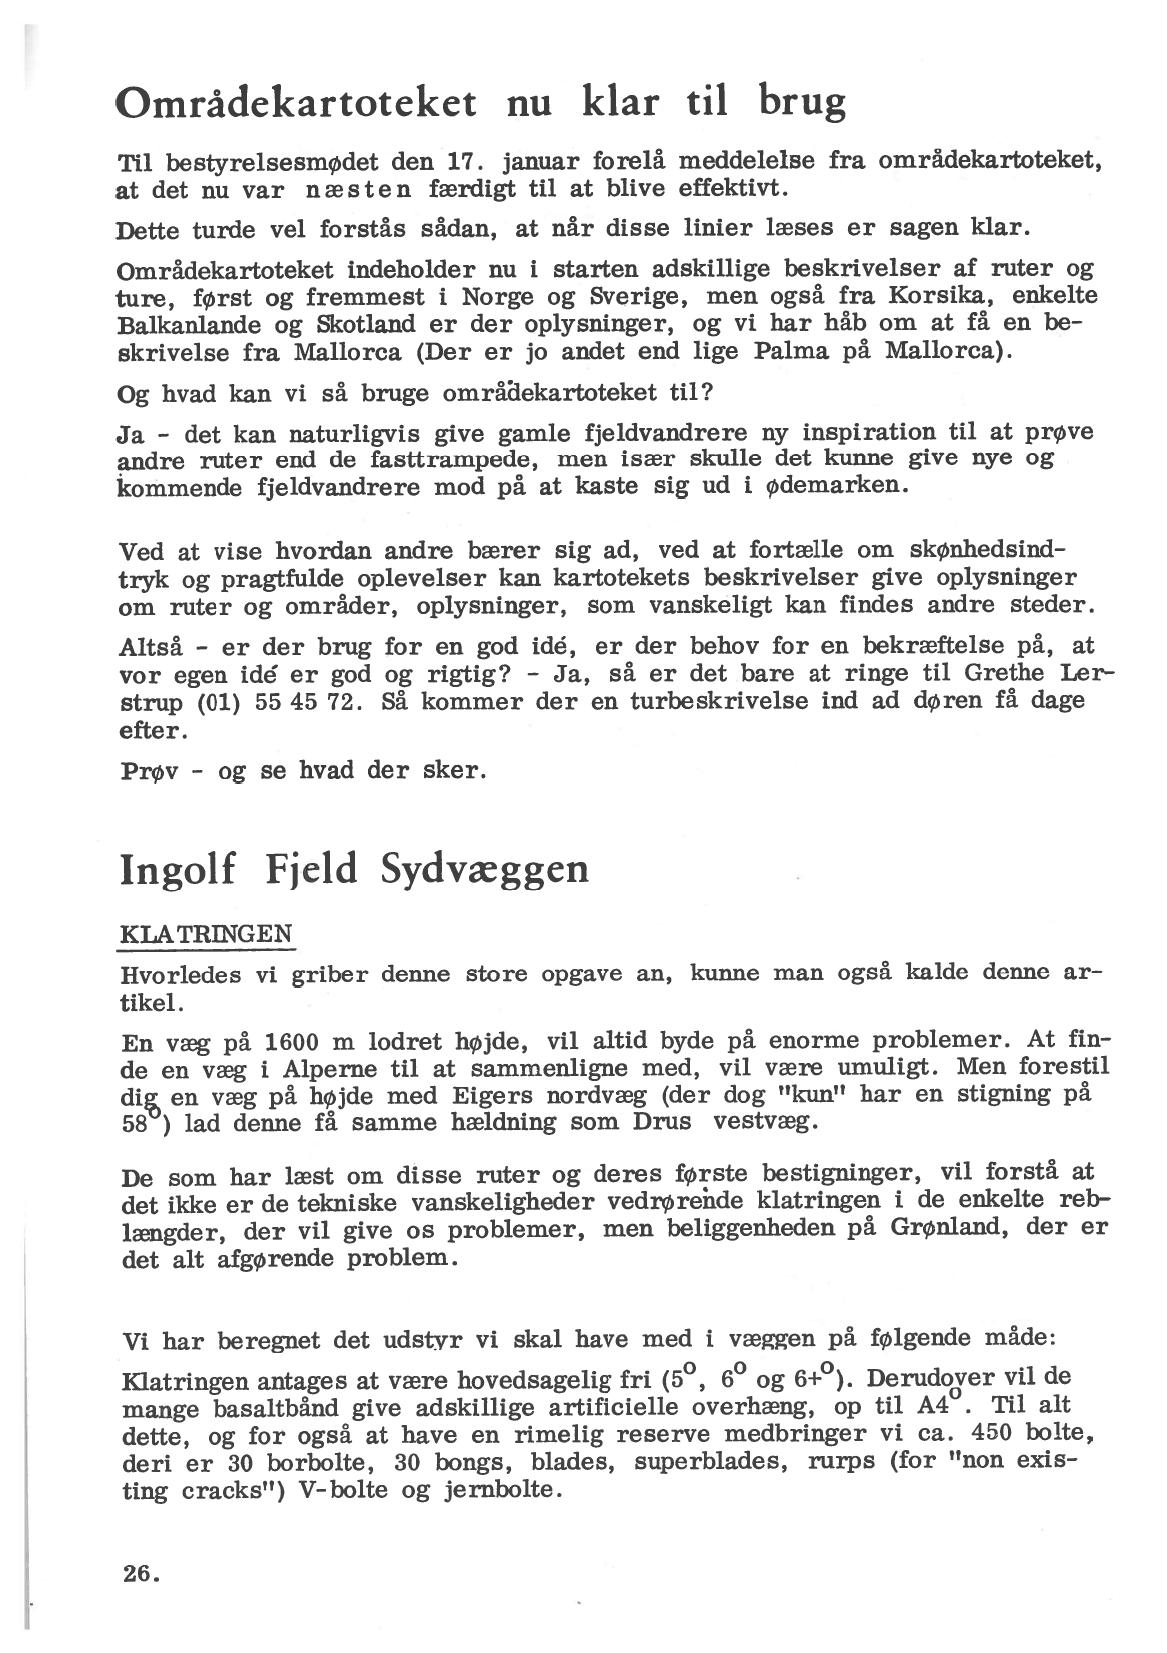 Områdekartoteket nu klar til brug
Til bestyrelsesmødet den 17. januar forelå meddelelse fra områdekartoteket,
at det nu var næsten færdigt til at blive effektivt.
Dette turde vel forstås sådan, at når disse linier læses er sagen klar.
Områdekartoteket indeholder nu i starten adskillige beskrivelser af ruter og
ture, først og fremmest i Norge og Sverige, men også fra Korsika, enkelte
Balkanlande og Skotland er der oplysninger, og vi har håb om at få en be-
skrivelse fra Mallorca (Der er jo andet end lige Palma på Mallorca).
Og hvad kan vi så bruge områdekartoteket til?
Ja - det kan naturligvis give gamle fjeldvandrere ny inspiration til at prøve
andre ruter end de fasttrampede, men især skulle det kunne give nye og
kommende fjeldvandrere mod på at kaste sig ud i ødemarken.
Ved at vise hvordan andre bærer sig ad, ved at fortælle om skønhedsind-
tryk og pragtfulde oplevelser kan kartotekets beskrivelser give oplysninger
om ruter og områder, oplysninger, som vanskeligt kan findes andre steder.
Altså - er der brug for en god idé, er der behov for en bekræftelse på, at
vor egen idé er god og rigtig? - Ja, så er det bare at ringe til Grethe Ler-
strup (01) 55 45 72. Så kommer der en turbeskrivelse ind ad døren få dage
efter.
Prøv - og se hvad der sker.
Ingolf Fjeld Sydvæggen
KLATRINGEN
Hvorledes vi griber denne store opgave an, kunne man også kalde denne ar-
tikel.
En væg på 1600 m lodret højde, vil altid byde på enorme problemer. At fin-
de en væg i Alperne til at sammenligne med, vil være umuligt. Men forestil
dig en væg på højde med Eigers nordvæg (der dog "kun" har en stigning på
58°) lad denne få samme hældning som Drus vestvæg.
De som har læst om disse ruter og deres første bestigninger, vil forstå at
det ikke er de tekniske vanskeligheder vedrørende klatringen i de enkelte reb-
længder, der vil give os problemer, men beliggenheden på Grønland, der er
det alt afgørende problem.
Vi har beregnet det udstyr vi skal have med i væggen på følgende måde:
Klatringen antages at være hovedsagelig fri (5°, 6° og 6+°). Derudover vil de
mange basaltbånd give adskillige artificielle overhæng, op til A4°. Til alt
dette, og for også at have en rimelig reserve medbringer vi ca. 450 bolte,
deri er 30 borbolte, 30 bongs, blades, superblades, rurps (for "non exis-
ting cracks") V-bolte og jernbolte.
26.